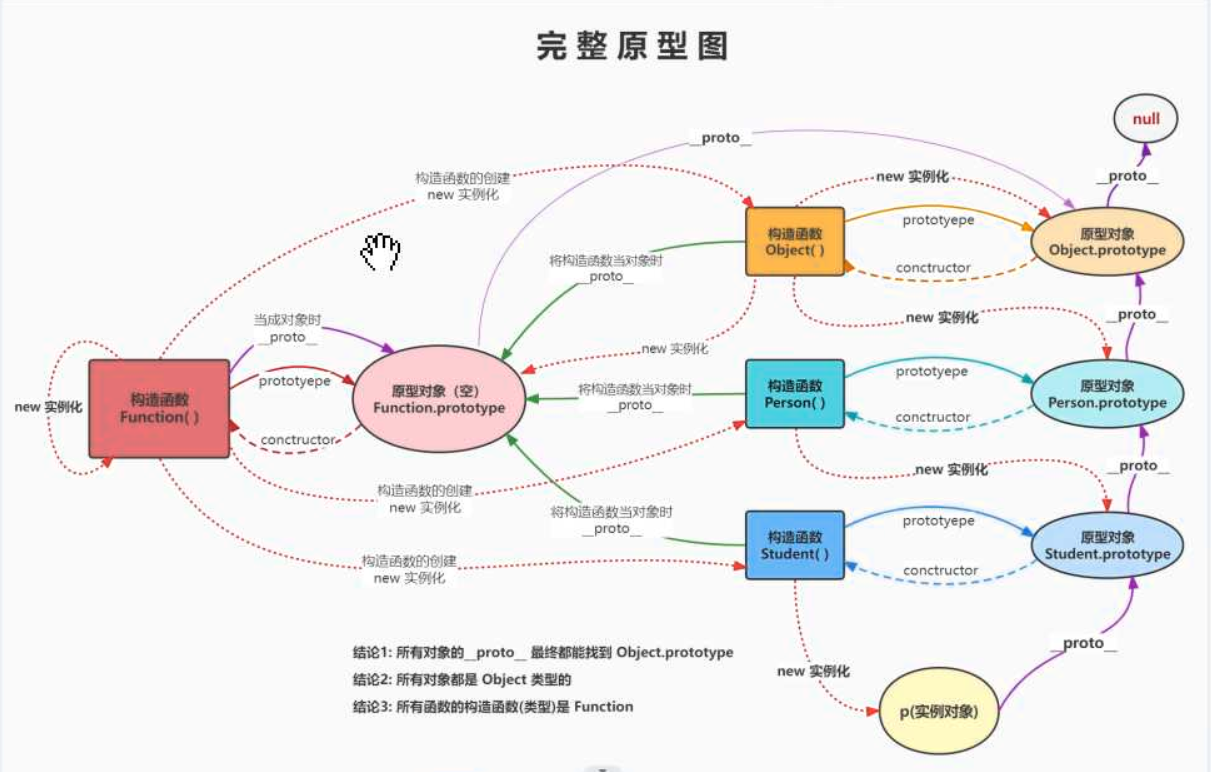 完整原型图
null
__proto__
__proto__
构造函数的创建
new 实例化
new 实例化
构造函数
Object( )
prototyepe
原型对象
Object.prototype
conctructor
将构造函数当对象时
__proto__
new 实例化
__proto__
当成对象时
__proto__
new 实例化
构造函数
Function( )
new 实例化
prototyepe
conctructor
原型对象（空）
Function.prototype
将构造函数当对象时
__proto__
构造函数
Person( )
prototyepe
conctructor
原型对象
Person.prototype
new 实例化
__proto__
构造函数的创建
new 实例化
将构造函数当对象时
__proto__
构造函数
Student( )
prototyepe
conctructor
原型对象
Student.prototype
构造函数的创建
new 实例化
__proto__
new 实例化
p(实例对象)
结论1: 所有对象的__proto__ 最终都能找到 Object.prototype
结论2: 所有对象都是 Object 类型的
结论3: 所有函数的构造函数(类型)是 Function